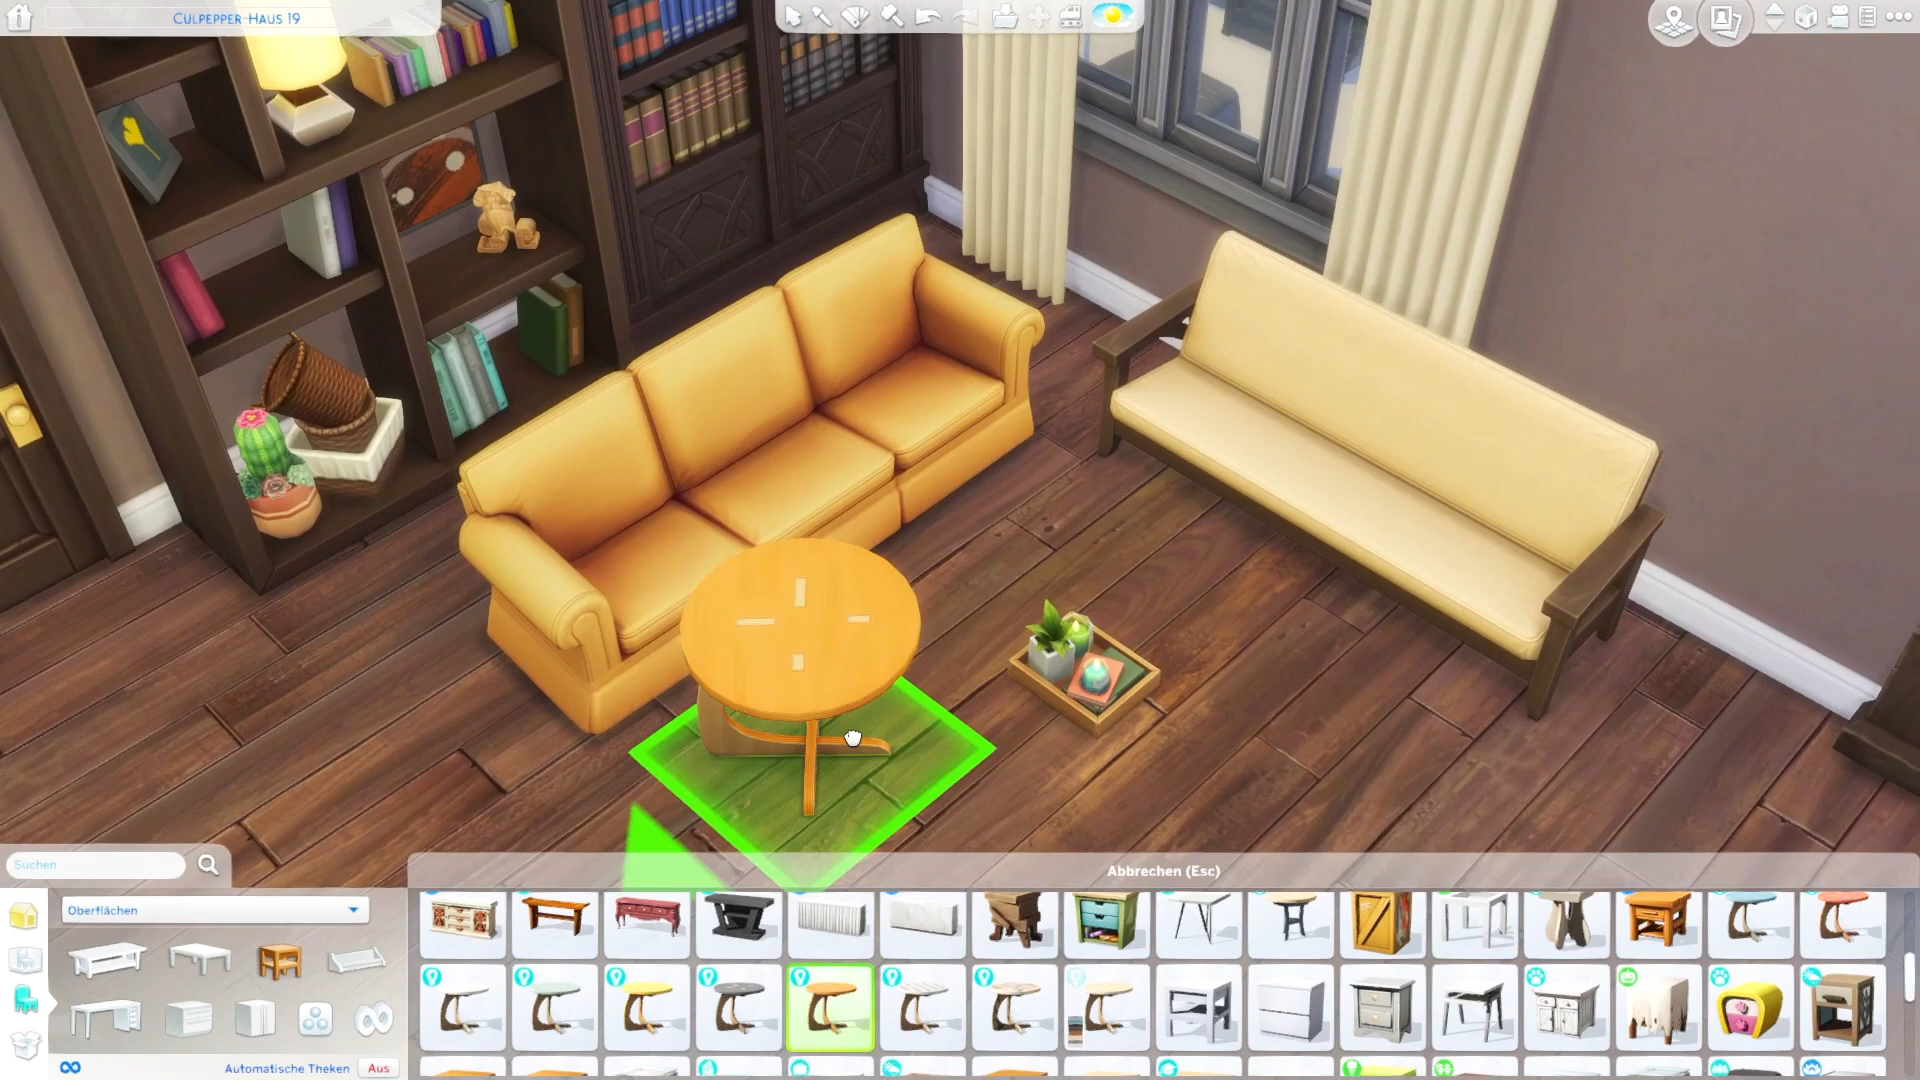 Culpepper-Haus 19
Suchen
Abbrechen (Esc)
Oberflächen
Automatische Theken
Aus